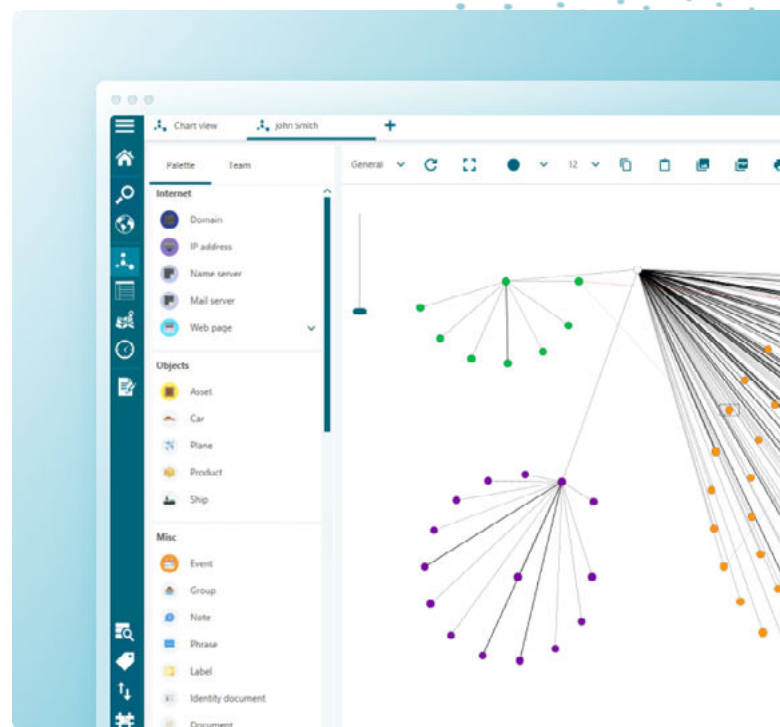 Chart view
John Smith
Palette
Team
General
12
Internet
Domain
IP address
Name server
Mail server
Web page
Objects
Asset
Car
Plane
Product
Ship
Misc
Event
Group
Note
Phrase
Label
Identity document
Document